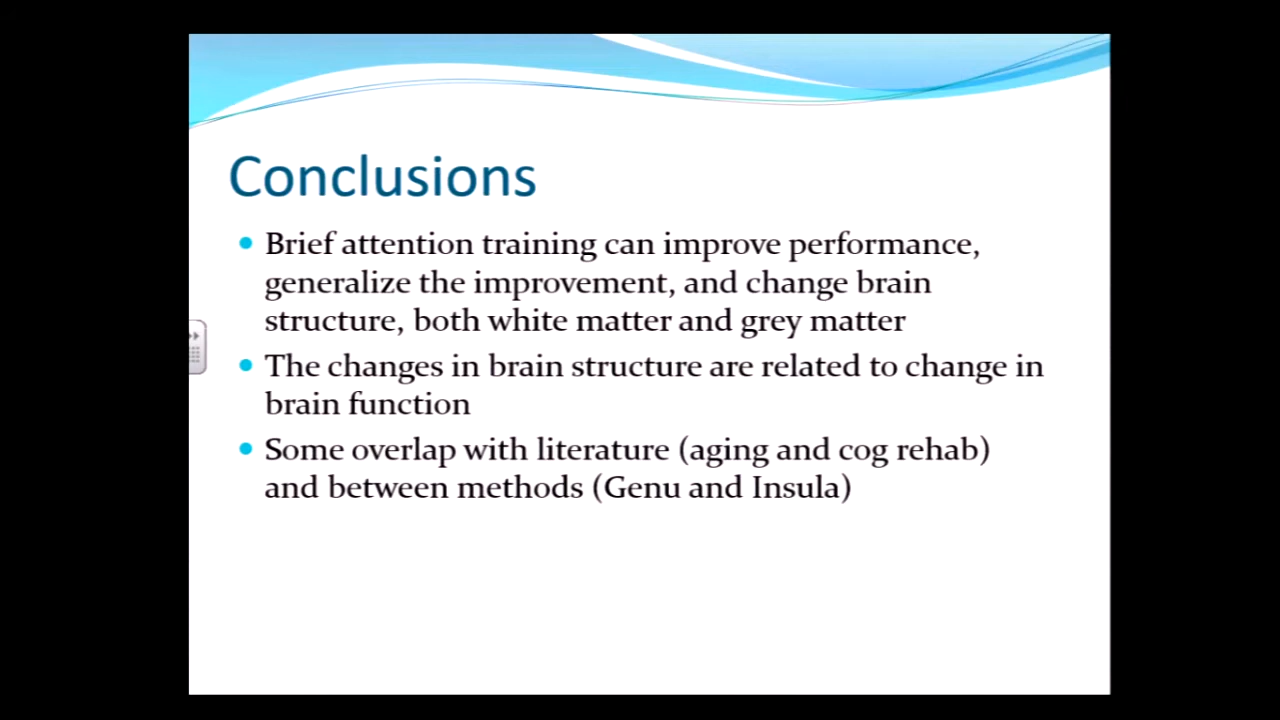 Conclusions
Brief attention training can improve performance,
generalize the improvement, and change brain
structure, both white matter and grey matter
The changes in brain structure are related to change in
brain function
Some overlap with literature (aging and cog rehab)
and between methods (Genu and Insula)